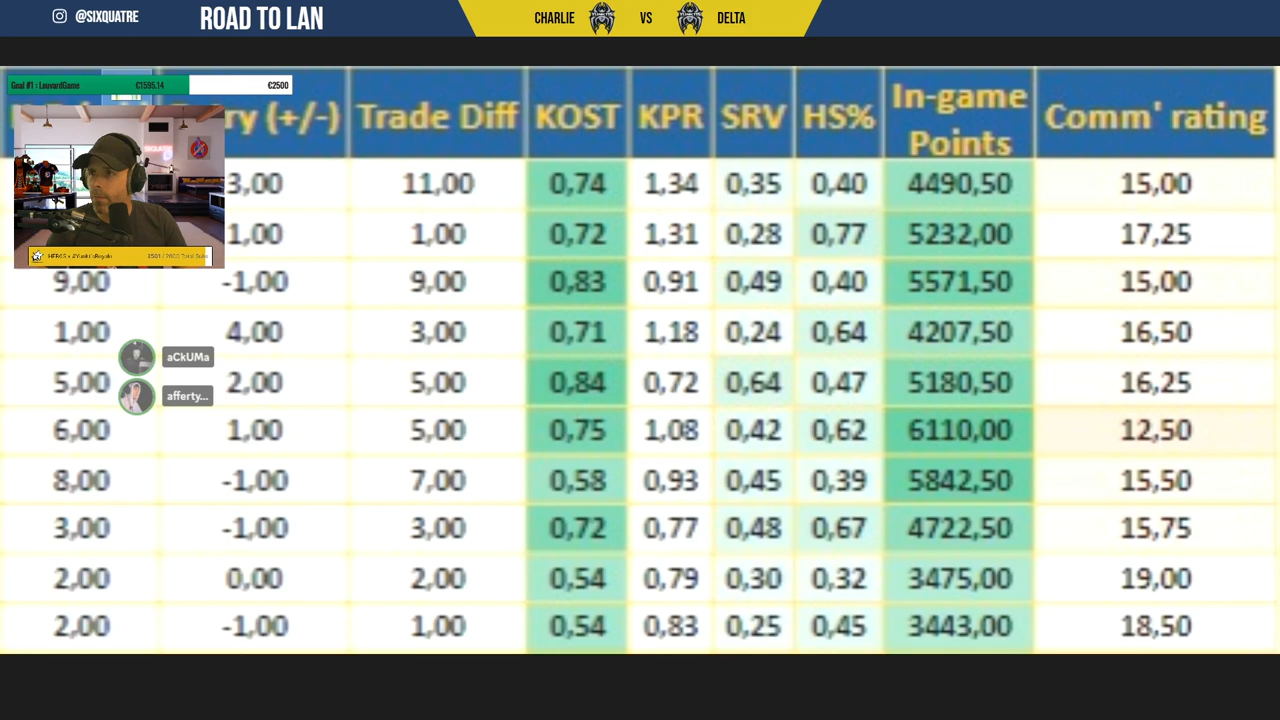 @SIXQUATRE
ROAD TO LAN
CHARLIE VS DELTA
Goal #1 : LouvardGame €1595.14 €2500
ry (+/-) Trade Diff KOST KPR SRV HS% In-game Points Comm' rating
3,00 11,00 0,74 1,34 0,35 0,40 4490,50 15,00
1,00 1,00 0,72 1,31 0,28 0,77 5232,00 17,25
9,00 -1,00 9,00 0,83 0,91 0,49 0,40 5571,50 15,00
1,00 4,00 3,00 0,71 1,18 0,24 0,64 4207,50 16,50
aCkUMa
5,00 2,00 5,00 0,84 0,72 0,64 0,47 5180,50 16,25
afferty...
6,00 1,00 5,00 0,75 1,08 0,42 0,62 6110,00 12,50
8,00 -1,00 7,00 0,58 0,93 0,45 0,39 5842,50 15,50
3,00 -1,00 3,00 0,72 0,77 0,48 0,67 4722,50 15,75
2,00 0,00 2,00 0,54 0,79 0,30 0,32 3475,00 19,00
2,00 -1,00 1,00 0,54 0,83 0,25 0,45 3443,00 18,50